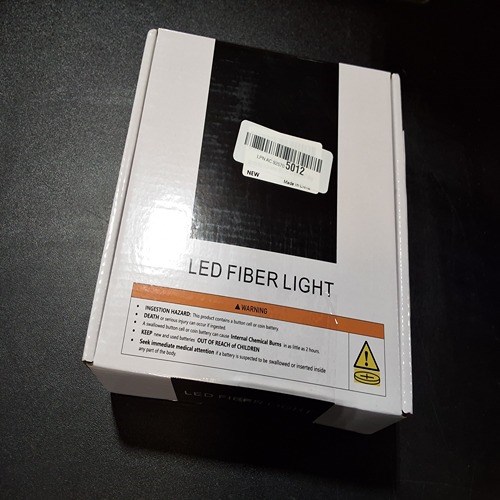 5012
NEW
LED FIBER LIGHT
WARNING
• INGESTION HAZARD: This product contains a button cell or coin battery.
• DEATH or serious injury can occur if ingested.
• A swallowed button cell or coin battery can cause Internal Chemical Burns in as little as 2 hours.
• KEEP new and used batteries OUT OF REACH of CHILDREN
• Seek immediate medical attention if a battery is suspected to be swallowed or inserted inside
any part of the body.
LED FIBER LIGHT